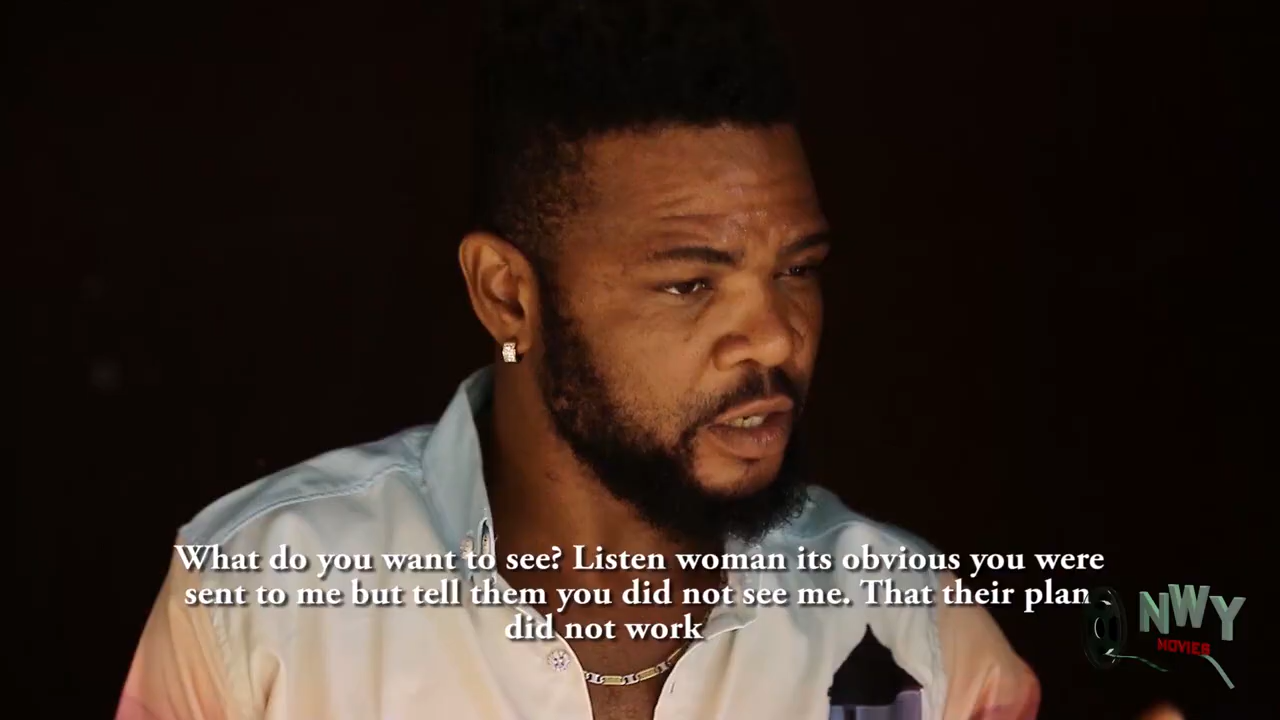 What do you want to see? Listen woman its obvious you were
sent to me but tell them you did not see me. That their plan
did not work
NWY
MOVIES